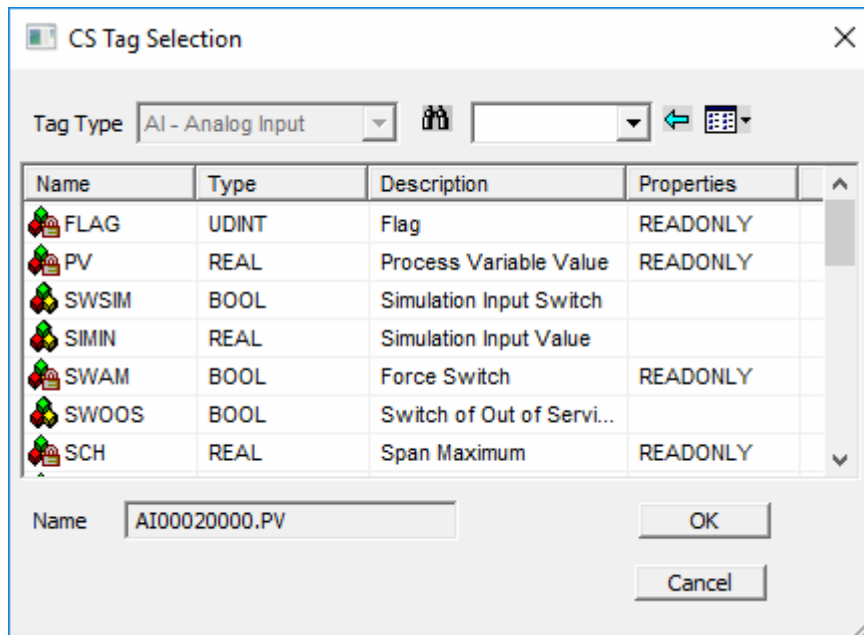 CS Tag Selection
Tag Type AI - Analog Input
Name Type Description Properties
FLAG UDINT Flag READONLY
PV REAL Process Variable Value READONLY
SWSIM BOOL Simulation Input Switch
SIMIN REAL Simulation Input Value
SWAM BOOL Force Switch READONLY
SWOOS BOOL Switch of Out of Servi...
SCH REAL Span Maximum READONLY
Name AI00020000.PV OK
Cancel